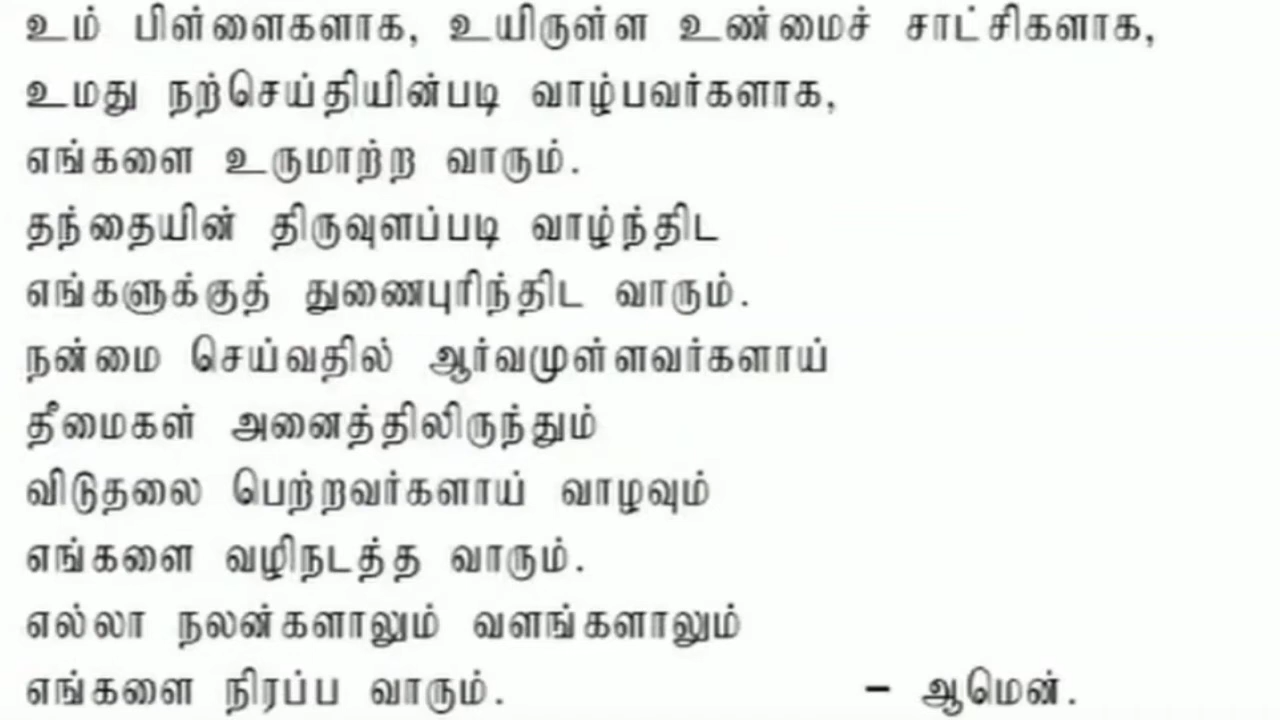 உம் பிள்ளைகளாக, உயிருள்ள உண்மைச் சாட்சிகளாக,
உமது நற்செய்தியின்படி வாழ்பவர்களாக,
எங்களை உருமாற்ற வாரும்.
தந்தையின் திருவுளப்படி வாழ்ந்திட
எங்களுக்குத் துணைபுரிந்திட வாரும்.
நன்மை செய்வதில் ஆர்வமுள்ளவர்களாய்
தீமைகள் அனைத்திலிருந்தும்
விடுதலை பெற்றவர்களாய் வாழவும்
எங்களை வழிநடத்த வாரும்.
எல்லா நலன்களாலும் வளங்களாலும்
எங்களை நிரப்ப வாரும். – ஆமென்.